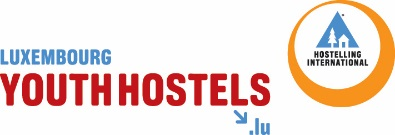 LUXEMBOURG
YOUTH HOSTELS
.lu
HOSTELLING
INTERNATIONAL